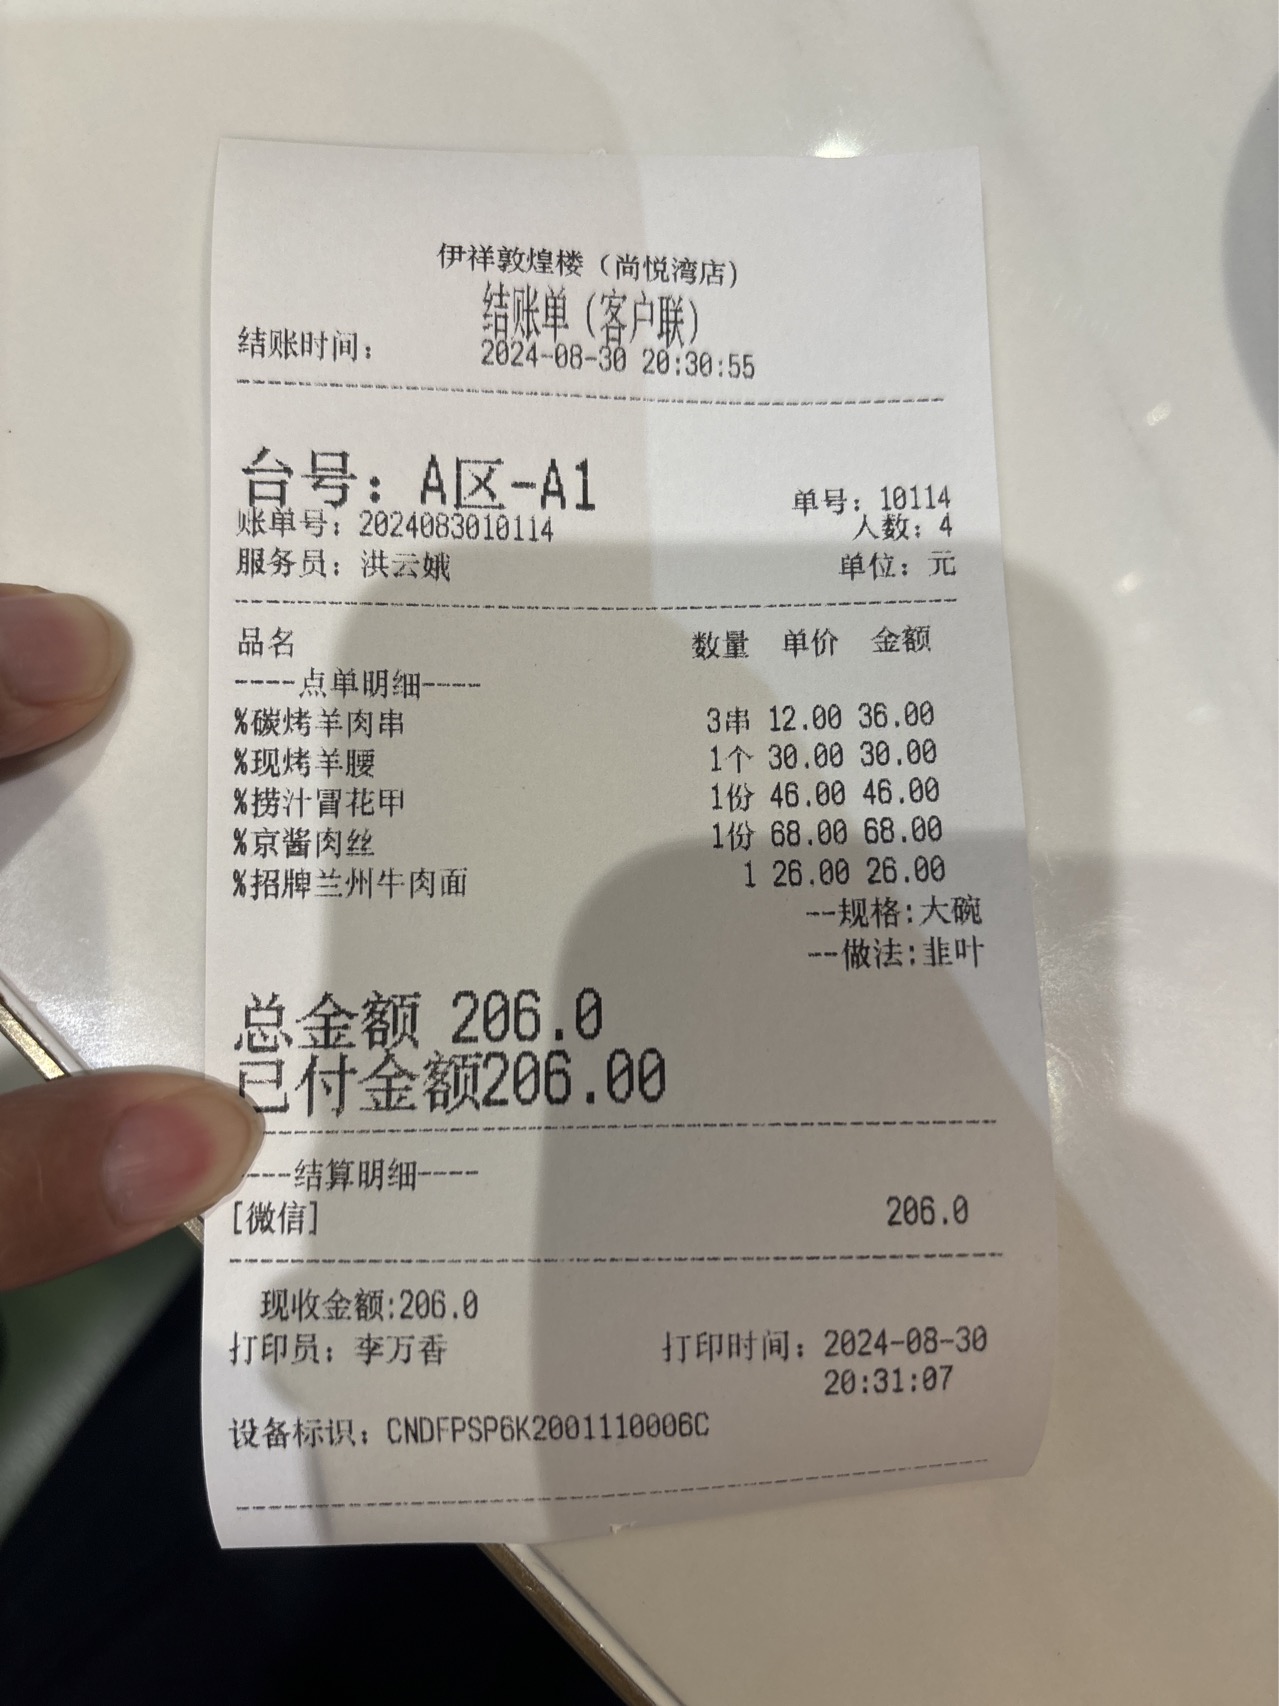 伊祥敦煌楼（尚悦湾店）
结账单（客户联）
结账时间： 2024-08-30 20:30:55
台号：A区-A1
单号：10114
账单号：2024083010114 人数：4
服务员：洪云娥 单位：元
品名 数量 单价 金额
----点单明细----
%碳烤羊肉串 3串 12.00 36.00
%现烤羊腰 1个 30.00 30.00
%捞汁冒花甲 1份 46.00 46.00
%京酱肉丝 1份 68.00 68.00
%招牌兰州牛肉面 1 26.00 26.00
--规格:大碗
--做法:韭叶
总金额 206.0
已付金额206.00
----结算明细----
[微信] 206.0
现收金额:206.0
打印员：李万香 打印时间：2024-08-30
20:31:07
设备标识：CNDFPSP6K2001110006C